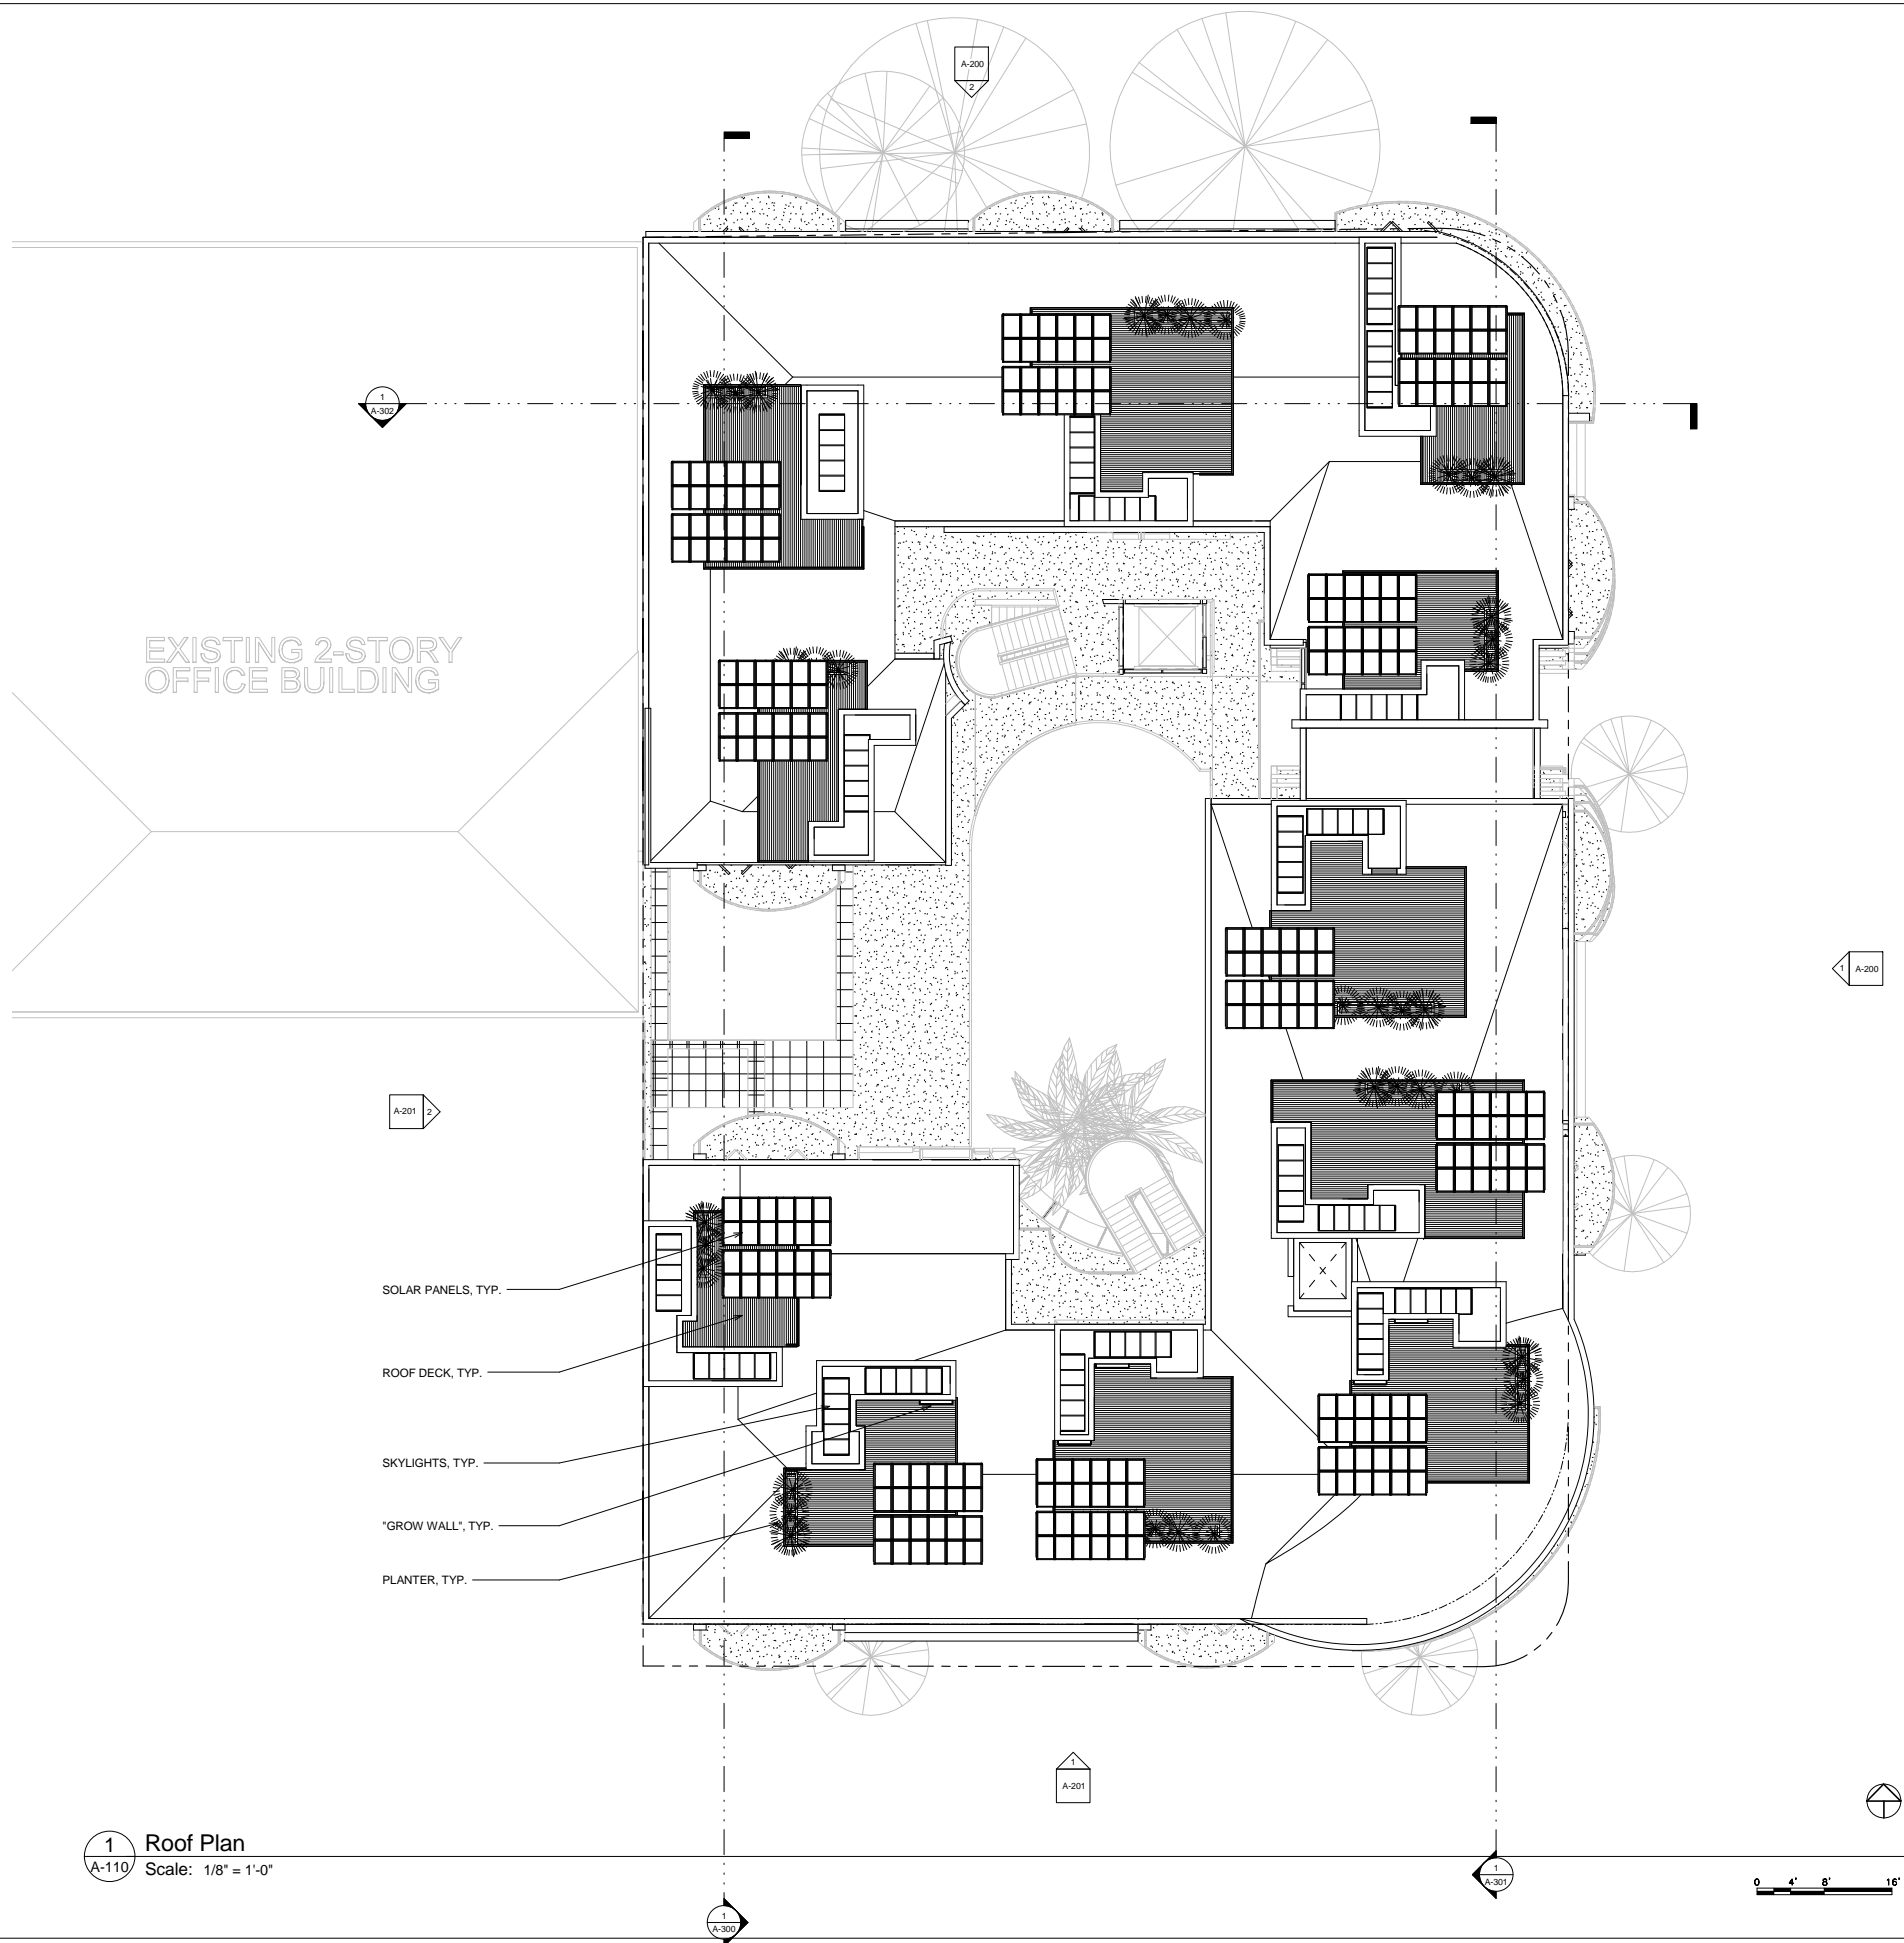 A-200
2
1
A-302
EXISTING 2-STORY
OFFICE BUILDING
1
A-200
A-201
2
SOLAR PANELS, TYP.
ROOF DECK, TYP.
SKYLIGHTS, TYP.
"GROW WALL", TYP.
PLANTER, TYP.
1
A-201
1
A-110
Roof Plan
Scale: 1/8" = 1'-0"
1
A-301
0 4' 8' 16'
1
A-300